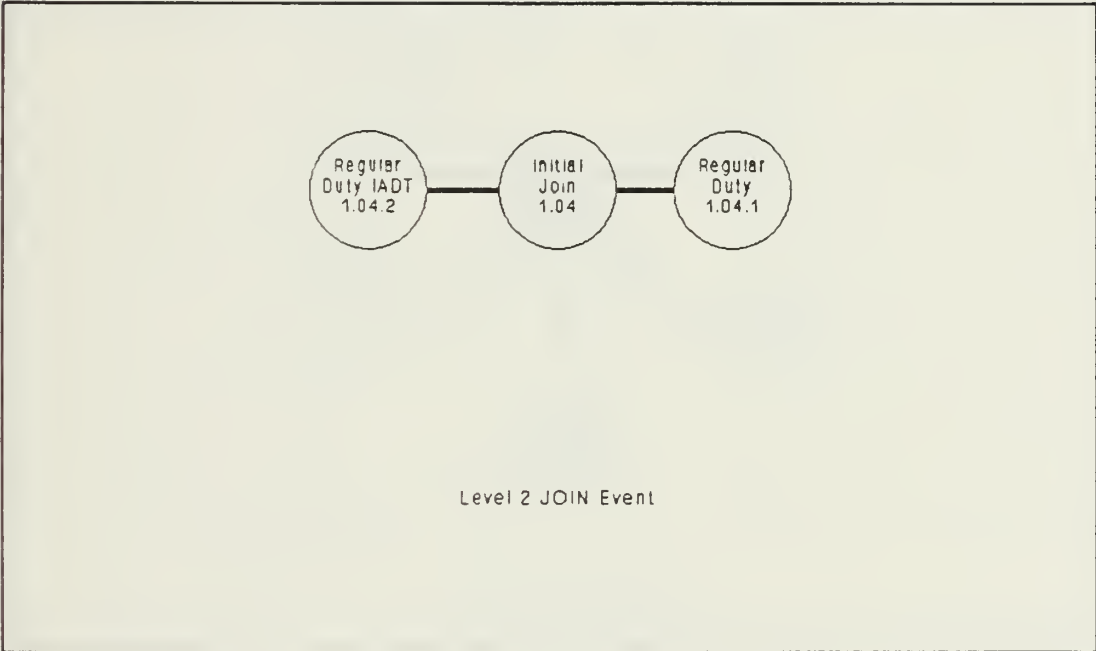 Regular
Duty IADT
1.04.2
Initial
Join
1.04
Regular
Duty
1.04.1
Level 2 JOIN Event